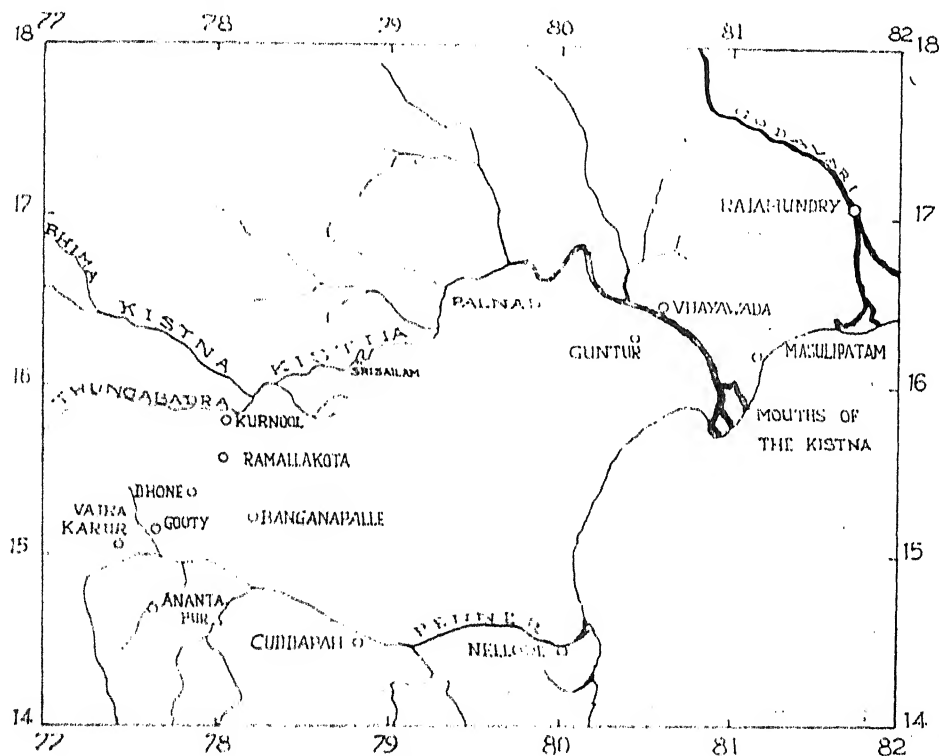 77 78 79 80 81 82
18 18
GODAVARI
17 17
RAJAHUNDRY
BHIMA
KISTNA
PALNAD
VIJAYAWADA
GUNTUR
MASULIPATAM
KISTNA
SRISAILAM
16 16
THUNGABADRA
KURNOOL
MOUTHS OF
THE KISTNA
RAMALLAKOTA
DHONE
VAJRA
KARUR
GOUTY
BANGANAPALLE
15 15
ANANTA
PUR
PENNER
CUDDAPAH
NELLORE
14 14
77 78 79 80 81 82